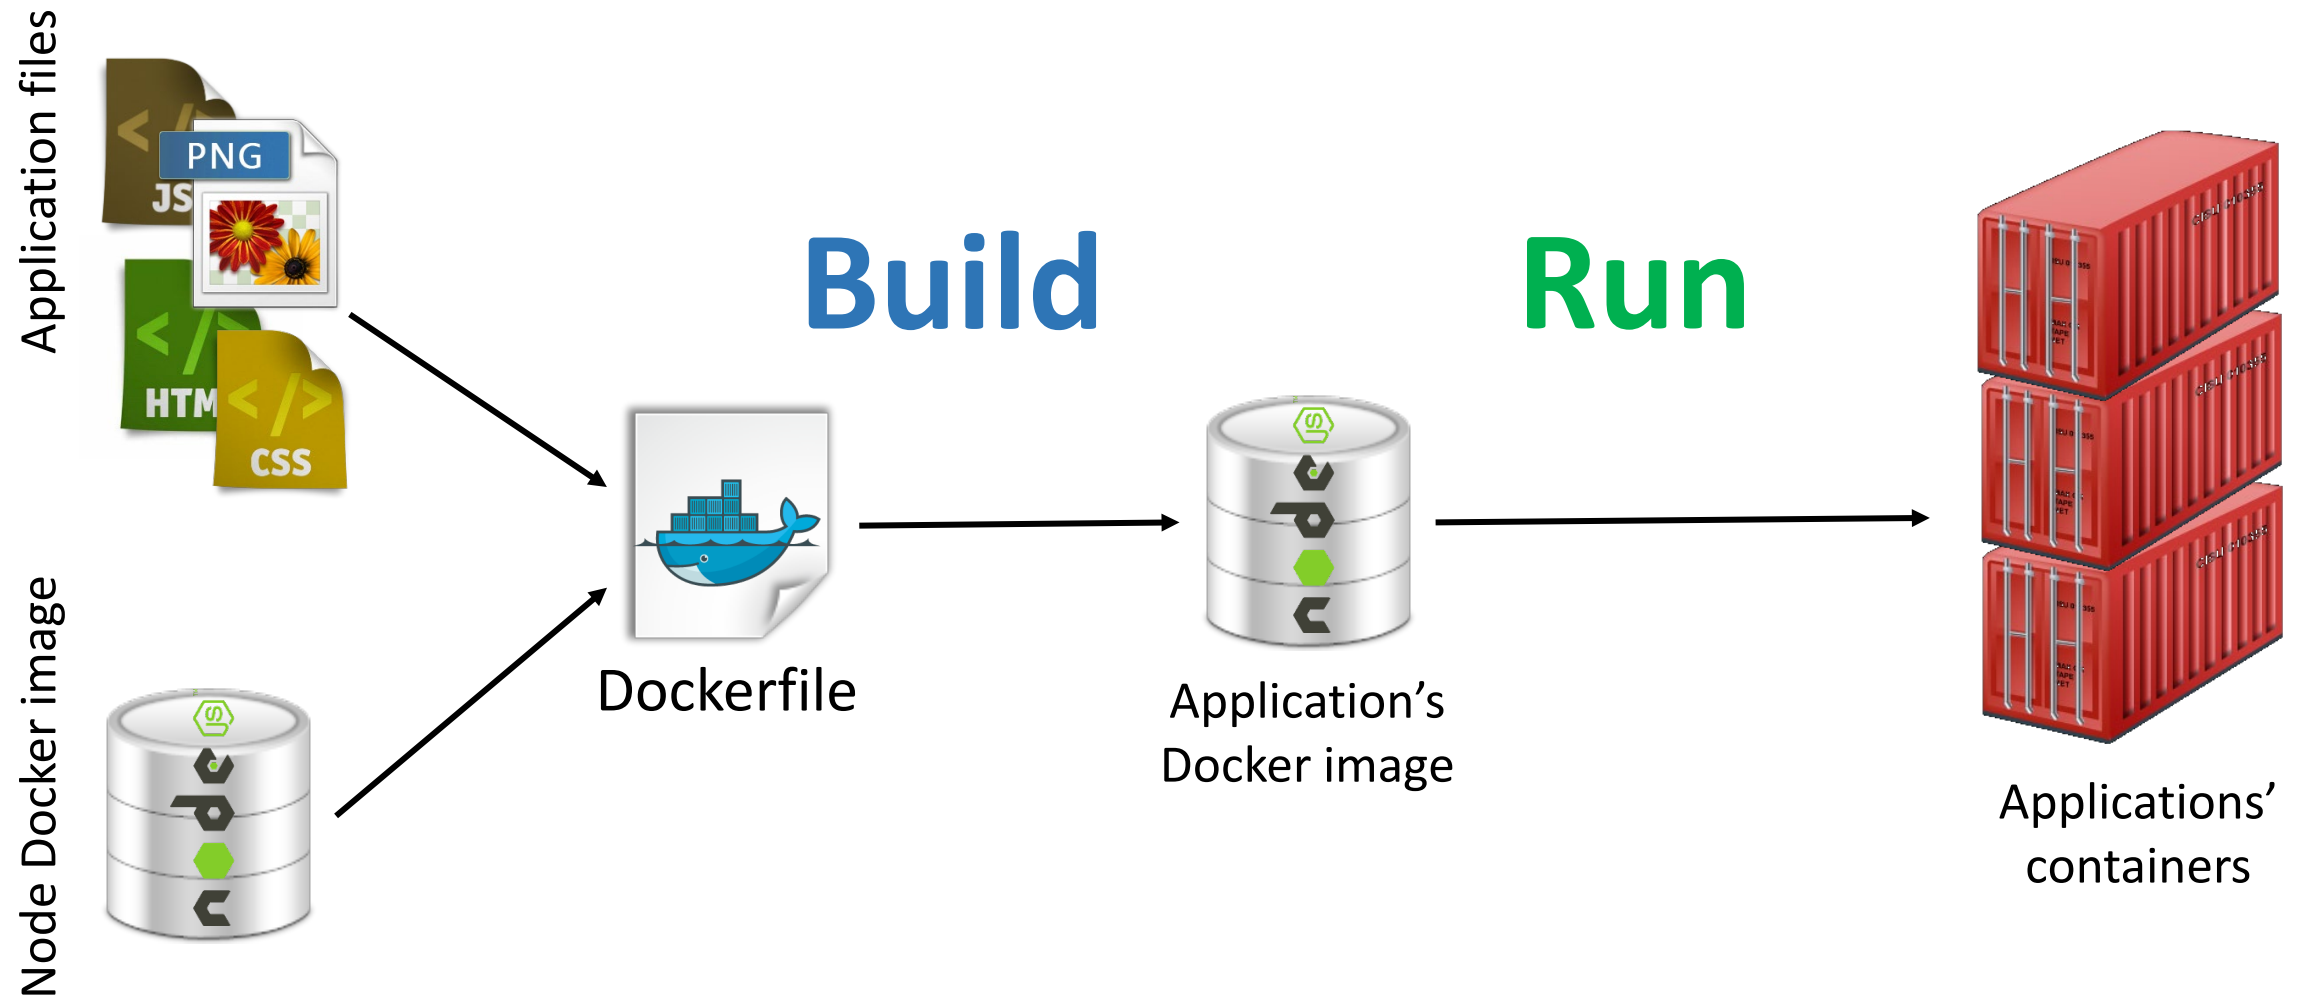 Application files
JS
PNG
HTM
CSS
Build
Run
Dockerfile
Node Docker image
Application’s
Docker image
Applications’
containers